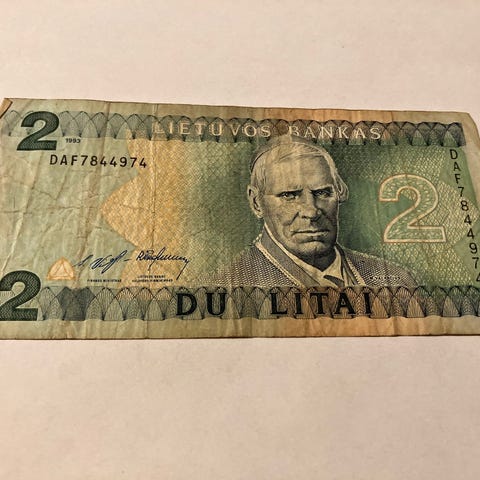 2 1993 LIETUVOS BANKAS
DAF7844974
DAF7844974
2
2 DU LITAI